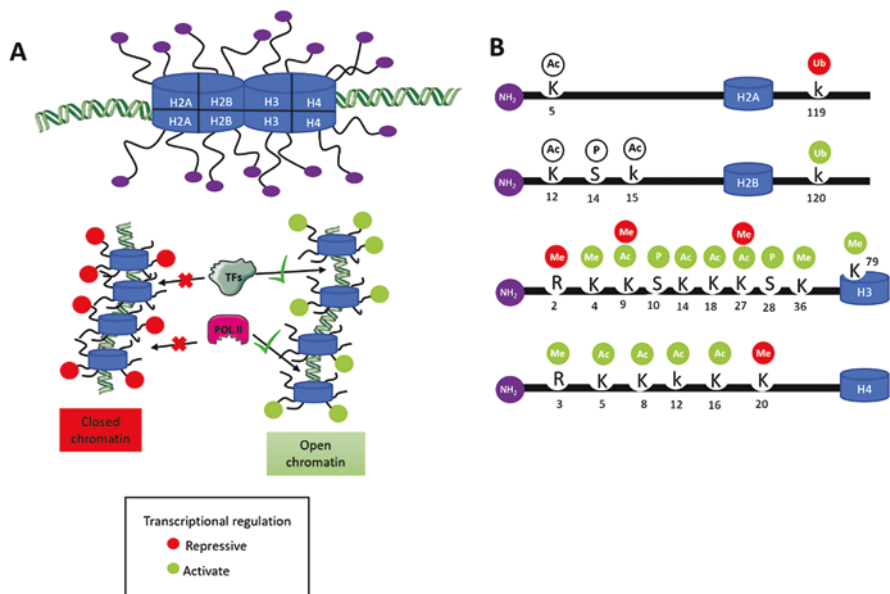 A
H2A H2B H3 H4
H2A H2B H3 H4
TFs
POL II
Closed
chromatin
Open
chromatin
Transcriptional regulation
Repressive
Activate
B
Ac Ub
NH₂ K H2A k
5 119
Ac P Ac Ub
NH₂ K S k H2B k
12 14 15 120
Me Me
Me Me Ac P Ac Ac Ac P Me Me
NH₂ R K K S K K K S K K 79
2 4 9 10 14 18 27 28 36 H3
Me Ac Ac Ac Ac Me
NH₂ R K K k K K H4
3 5 8 12 16 20